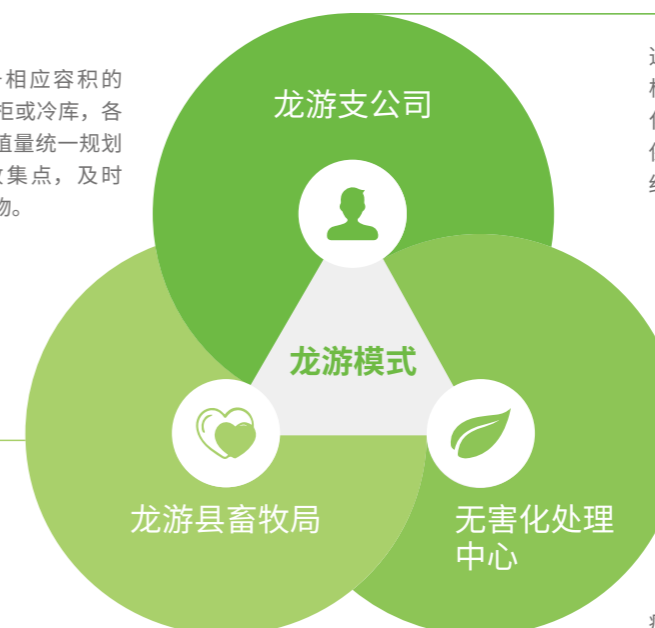 相应容积的
柜或冷库，各
植量统一规划
收集点，及时
物。
龙游支公司
龙游模式
龙游县畜牧局
无害化处理
中心